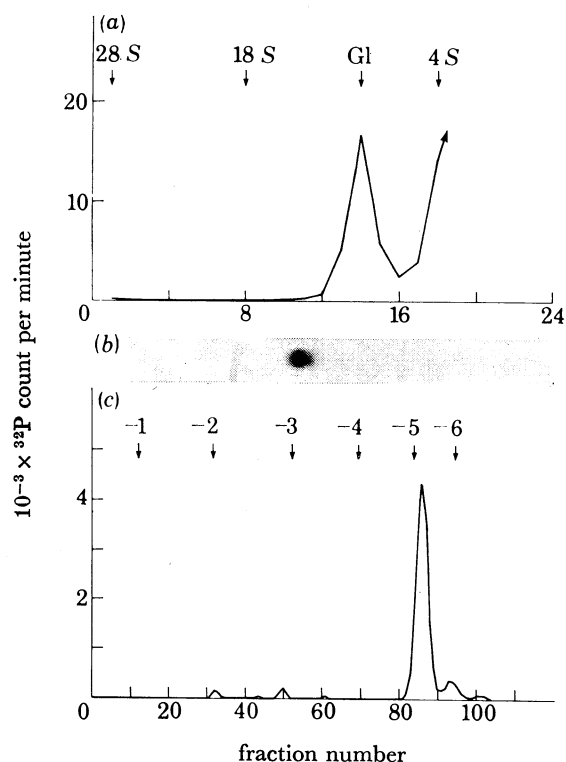 (a)
28 S 18 S Gl 4 S
20
10
0 8 16 24
(b)
(c)
−1 −2 −3 −4 −5 −6
4
2
0 20 40 60 80 100
10⁻³ × ³²P count per minute
fraction number